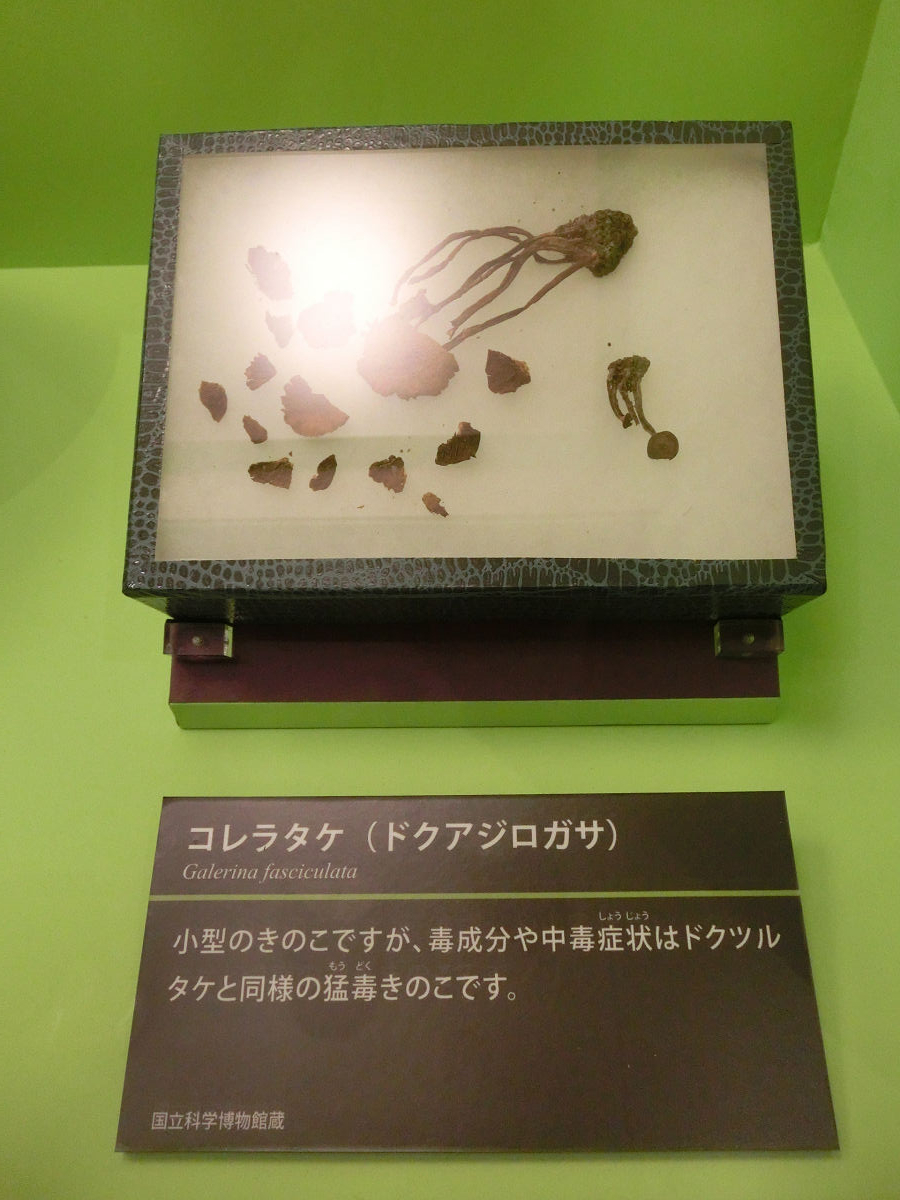 コレラタケ（ドクアジロガサ）
Galerina fasciculata
しょう じょう
小型のきのこですが、毒成分や中毒症状はドクツル
もう どく
タケと同様の猛毒きのこです。
国立科学博物館蔵